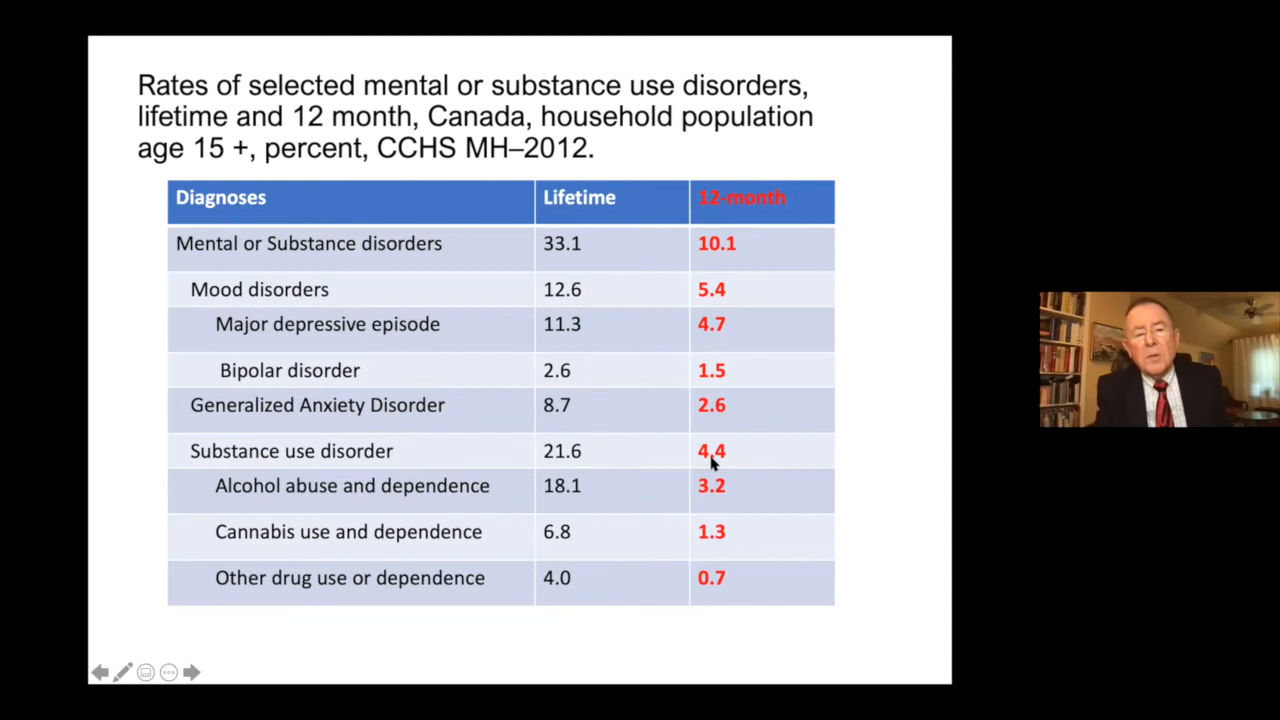 Rates of selected mental or substance use disorders,
lifetime and 12 month, Canada, household population
age 15 +, percent, CCHS MH–2012.
Diagnoses Lifetime 12-month
Mental or Substance disorders 33.1 10.1
Mood disorders 12.6 5.4
Major depressive episode 11.3 4.7
Bipolar disorder 2.6 1.5
Generalized Anxiety Disorder 8.7 2.6
Substance use disorder 21.6 4.4
Alcohol abuse and dependence 18.1 3.2
Cannabis use and dependence 6.8 1.3
Other drug use or dependence 4.0 0.7